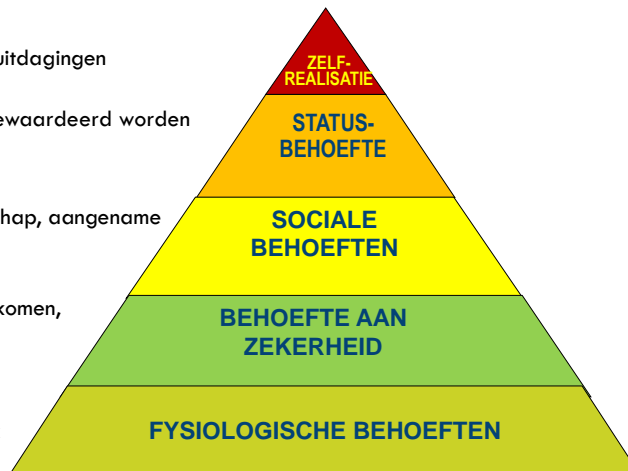 uitdagingen
ZELF-
REALISATIE
ewaardeerd worden
STATUS-
BEHOEFTE
hap, aangename
SOCIALE
BEHOEFTEN
komen,
BEHOEFTE AAN
ZEKERHEID
FYSIOLOGISCHE BEHOEFTEN